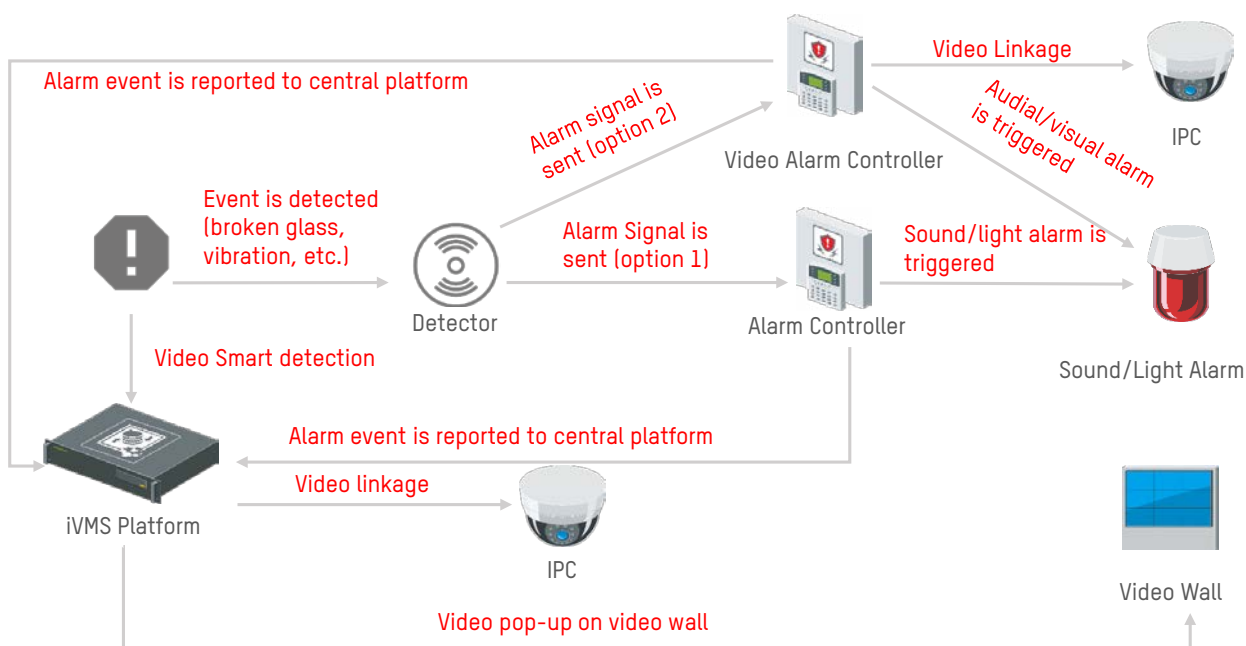 Video Linkage
Alarm event is reported to central platform
Alarm signal is
sent (option 2)
Audial/visual alarm
is triggered
IPC
Video Alarm Controller
Event is detected
(broken glass,
vibration, etc.)
Alarm Signal is
sent (option 1)
Sound/light alarm is
triggered
Detector
Alarm Controller
Video Smart detection
Sound/Light Alarm
Alarm event is reported to central platform
Video linkage
iVMS Platform
IPC
Video Wall
Video pop-up on video wall